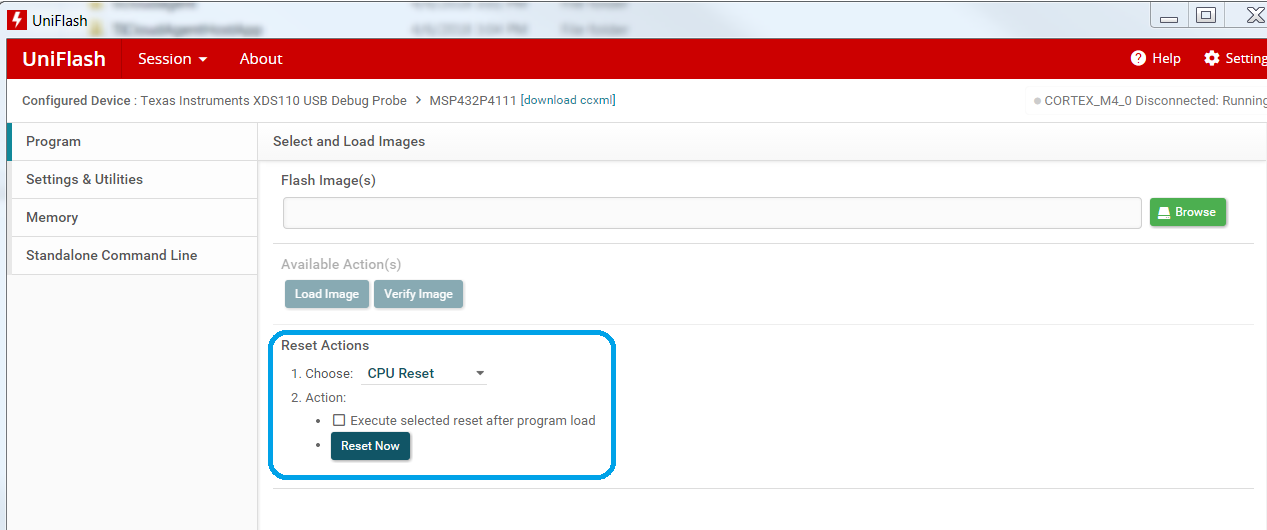 UniFlash
UniFlash Session About Help Setting
Configured Device : Texas Instruments XDS110 USB Debug Probe > MSP432P4111 [download ccxml] CORTEX_M4_0 Disconnected: Running
Program
Settings & Utilities
Memory
Standalone Command Line
Select and Load Images
Flash Image(s)
Browse
Available Action(s)
Load Image Verify Image
Reset Actions
1. Choose: CPU Reset
2. Action:
• Execute selected reset after program load
• Reset Now